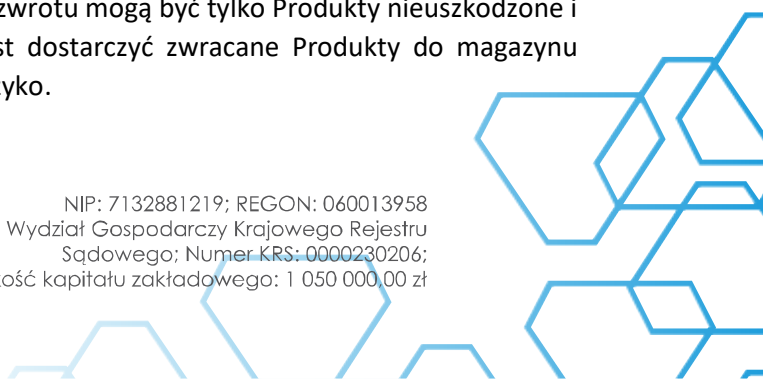 zwrotu mogą być tylko Produkty nieuszkodzone i
st dostarczyć zwracane Produkty do magazynu
yko.
NIP: 7132881219; REGON: 060013958
Wydział Gospodarczy Krajowego Rejestru
Sądowego; Numer KRS: 0000230206;
kość kapitału zakładowego: 1 050 000,00 zł